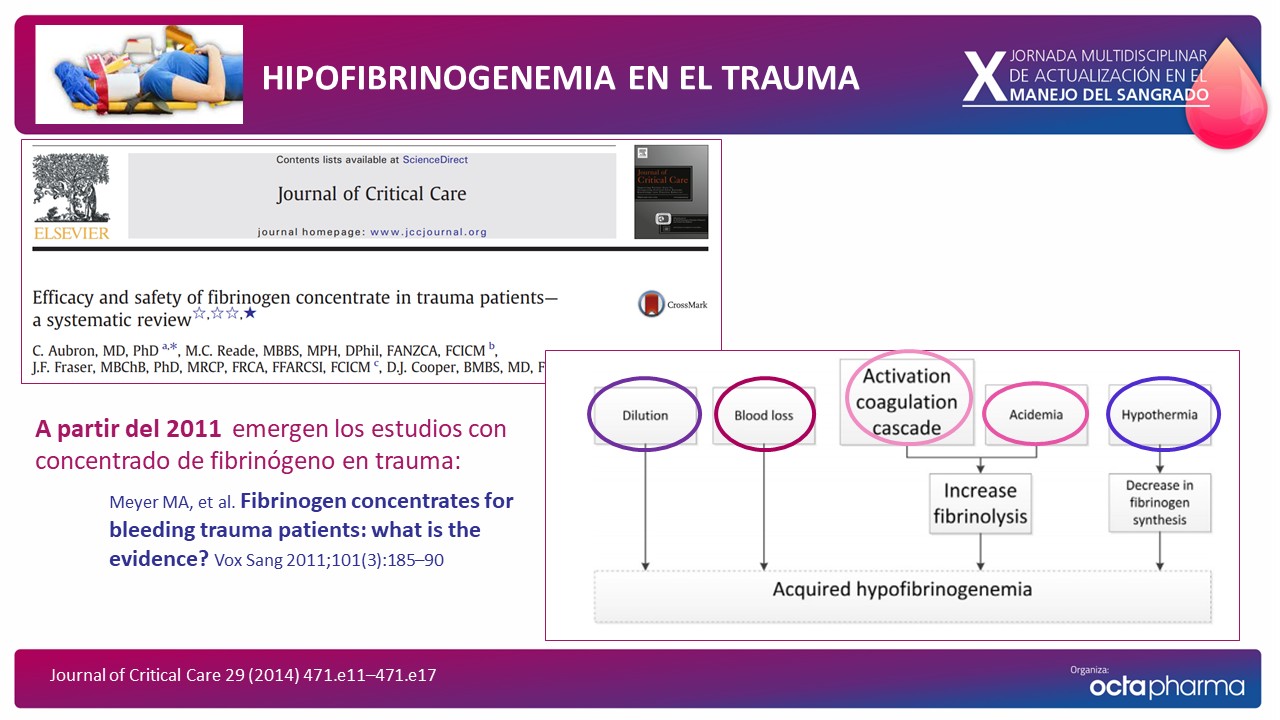 HIPOFIBRINOGENEMIA EN EL TRAUMA
X JORNADA MULTIDISCIPLINAR
DE ACTUALIZACIÓN EN EL
MANEJO DEL SANGRADO
Contents lists available at ScienceDirect
Journal of Critical Care
journal homepage: www.jccjournal.org
ELSEVIER
Journal of
Critical Care
Efficacy and safety of fibrinogen concentrate in trauma patients—
a systematic review☆,☆☆,★
CrossMark
C. Aubron, MD, PhD a,*, M.C. Reade, MBBS, MPH, DPhil, FANZCA, FCICM b,
J.F. Fraser, MBChB, PhD, MRCP, FRCA, FFARCSI, FCICM c, D.J. Cooper, BMBS, MD, F
A partir del 2011 emergen los estudios con
concentrado de fibrinógeno en trauma:
Meyer MA, et al. Fibrinogen concentrates for
bleeding trauma patients: what is the
evidence? Vox Sang 2011;101(3):185–90
Dilution
Blood loss
Activation
coagulation
cascade
Acidemia
Hypothermia
Increase
fibrinolysis
Decrease in
fibrinogen
synthesis
Acquired hypofibrinogenemia
Journal of Critical Care 29 (2014) 471.e11–471.e17
Organiza:
octapharma